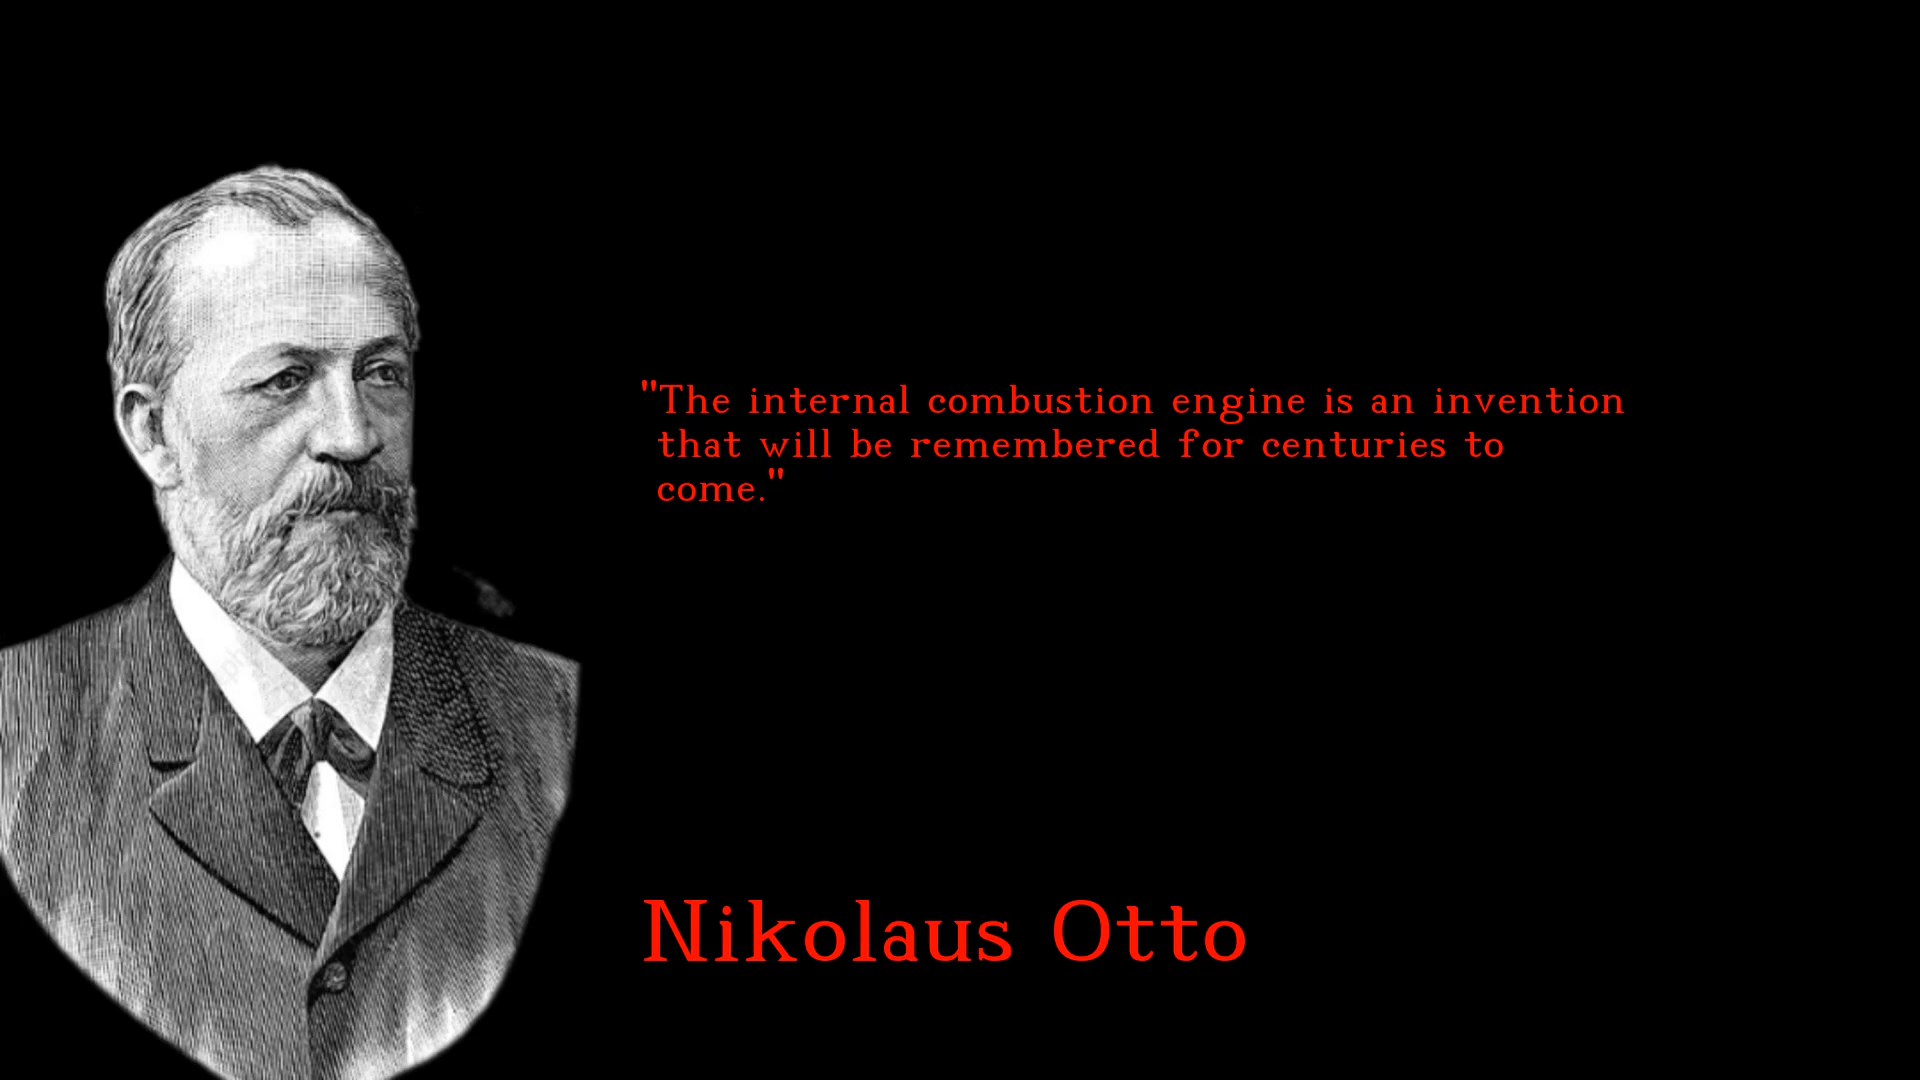 "The internal combustion engine is an invention
that will be remembered for centuries to
come."
Nikolaus Otto